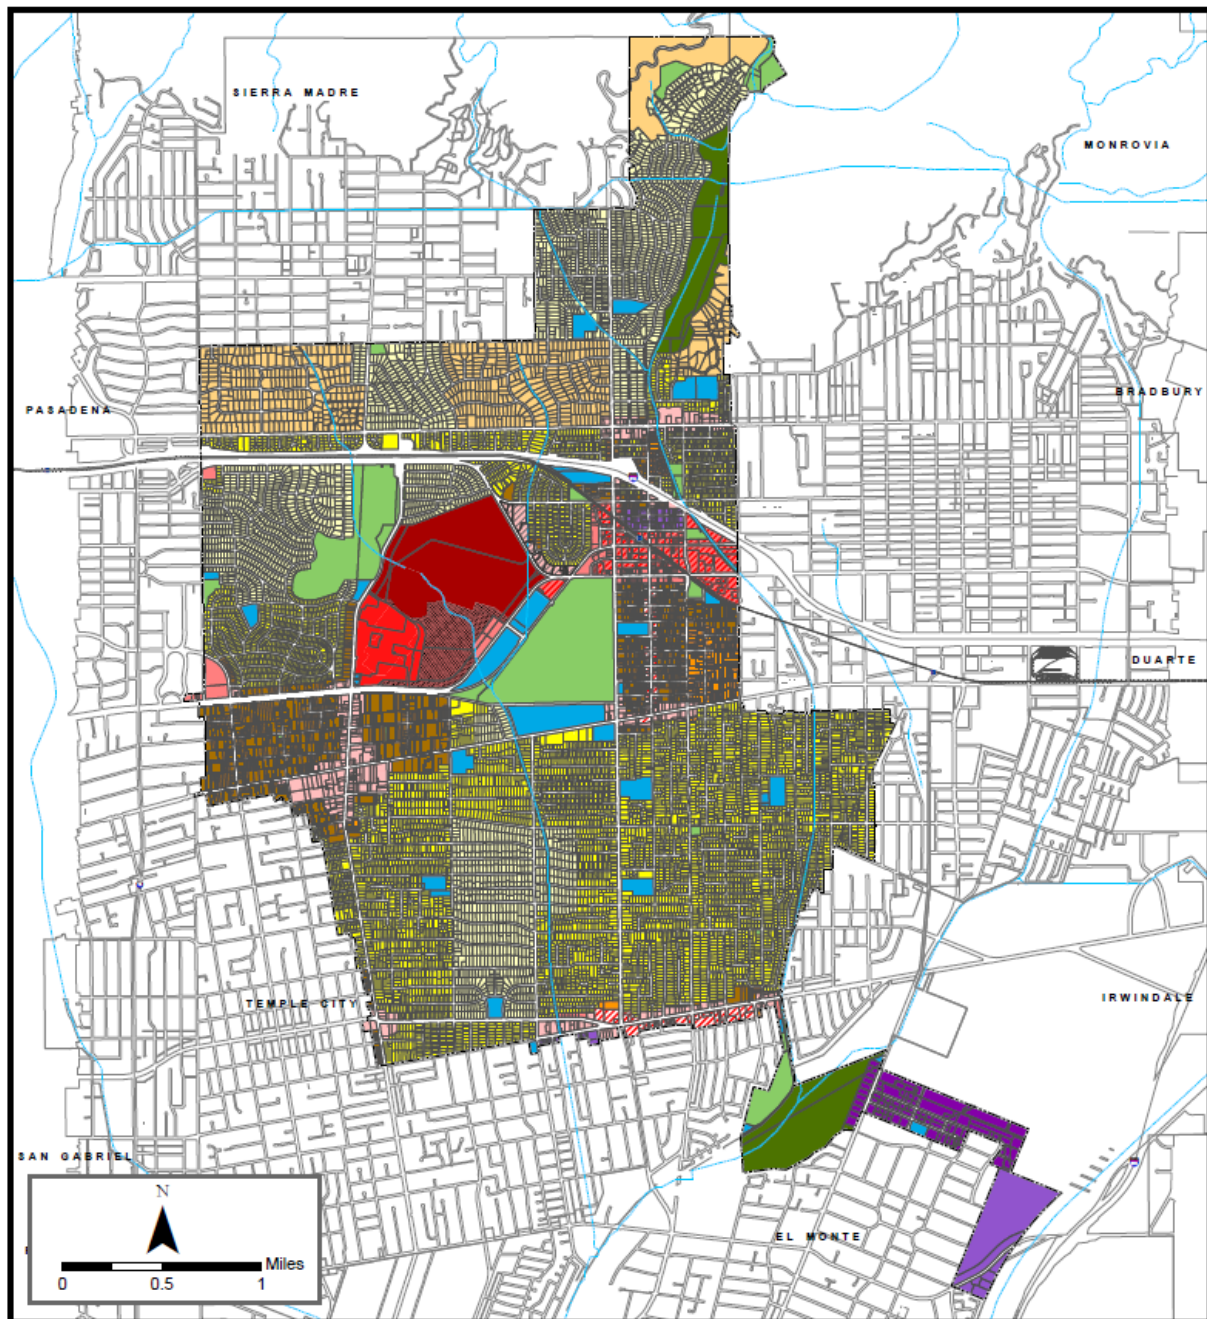 SIERRA MADRE
MONROVIA
BRADBURY
PASADENA
DUARTE
IRWINDALE
TEMPLE CITY
SAN GABRIEL
EL MONTE
N
Miles
0 0.5 1